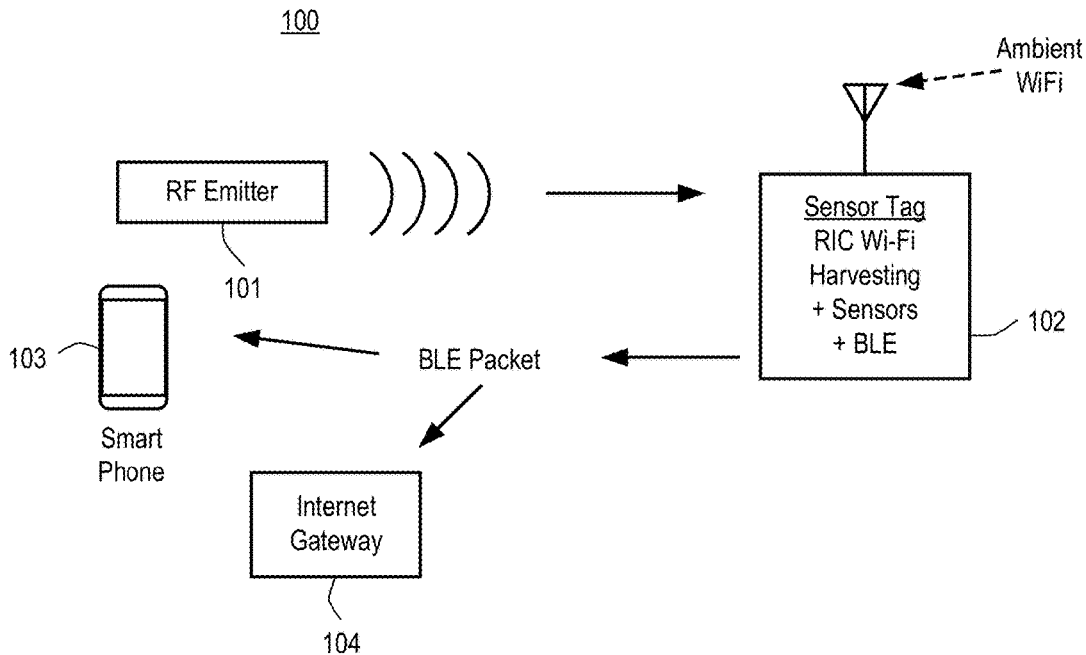 100
Ambient
WiFi
RF Emitter
101
Sensor Tag
RIC Wi-Fi
Harvesting
+ Sensors
+ BLE
102
103
BLE Packet
Smart
Phone
Internet
Gateway
104